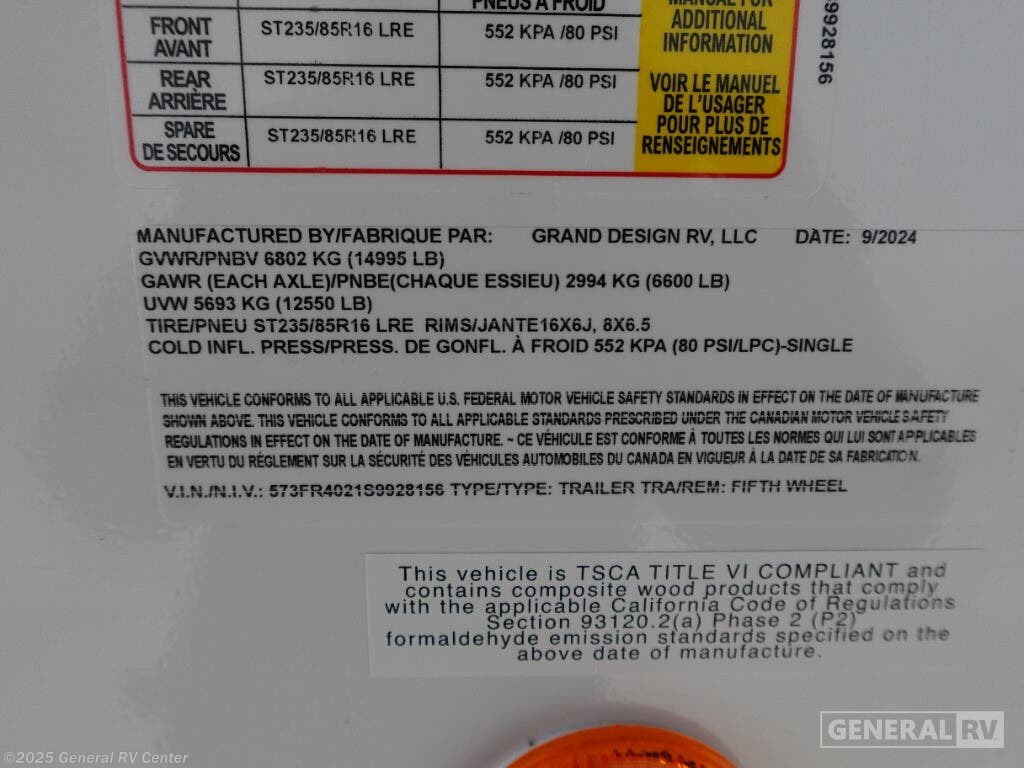 PNEUS À FROID
MANUAL FOR
ADDITIONAL
INFORMATION
FRONT
AVANT
ST235/85R16 LRE
552 KPA /80 PSI
REAR
ARRIÈRE
ST235/85R16 LRE
552 KPA /80 PSI
VOIR LE MANUEL
DE L'USAGER
POUR PLUS DE
RENSEIGNEMENTS
SPARE
DE SECOURS
ST235/85R16 LRE
552 KPA /80 PSI
9928156
MANUFACTURED BY/FABRIQUE PAR: GRAND DESIGN RV, LLC DATE: 9/2024
GVWR/PNBV 6802 KG (14995 LB)
GAWR (EACH AXLE)/PNBE(CHAQUE ESSIEU) 2994 KG (6600 LB)
UVW 5693 KG (12550 LB)
TIRE/PNEU ST235/85R16 LRE RIMS/JANTE16X6J, 8X6.5
COLD INFL. PRESS/PRESS. DE GONFL. À FROID 552 KPA (80 PSI/LPC)-SINGLE
THIS VEHICLE CONFORMS TO ALL APPLICABLE U.S. FEDERAL MOTOR VEHICLE SAFETY STANDARDS IN EFFECT ON THE DATE OF MANUFACTURE
SHOWN ABOVE. THIS VEHICLE CONFORMS TO ALL APPLICABLE STANDARDS PRESCRIBED UNDER THE CANADIAN MOTOR VEHICLE SAFETY
REGULATIONS IN EFFECT ON THE DATE OF MANUFACTURE. ~ CE VÉHICULE EST CONFORME À TOUTES LES NORMES QUI LUI SONT APPLICABLES
EN VERTU DU RÉGLEMENT SUR LA SÉCURITÉ DES VÉHICULES AUTOMOBILES DU CANADA EN VIGUEUR À LA DATE DE SA FABRICATION.
V.I.N./N.I.V.: 573FR4021S9928156 TYPE/TYPE: TRAILER TRA/REM: FIFTH WHEEL
This vehicle is TSCA TITLE VI COMPLIANT and
contains composite wood products that comply
with the applicable California Code of Regulations
Section 93120.2(a) Phase 2 (P2)
formaldehyde emission standards specified on the
above date of manufacture.
GENERAL RV
©2025 General RV Center